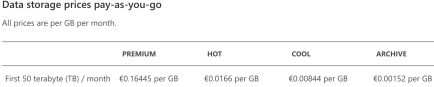 Data storage prices pay-as-you-go
All prices are per GB per month.
PREMIUM HOT COOL ARCHIVE
First 50 terabyte (TB) / month €0.16445 per GB €0.0166 per GB €0.00844 per GB €0.00152 per GB